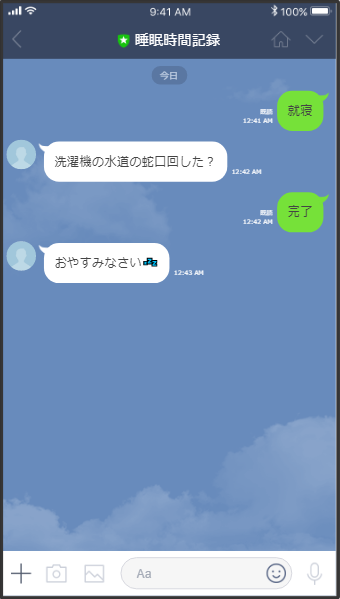 9:41 AM
100%
睡眠時間記録
今日
就寝
既読
12:41 AM
洗濯機の水道の蛇口回した？
12:42 AM
完了
既読
12:42 AM
おやすみなさい💤
12:43 AM
Aa